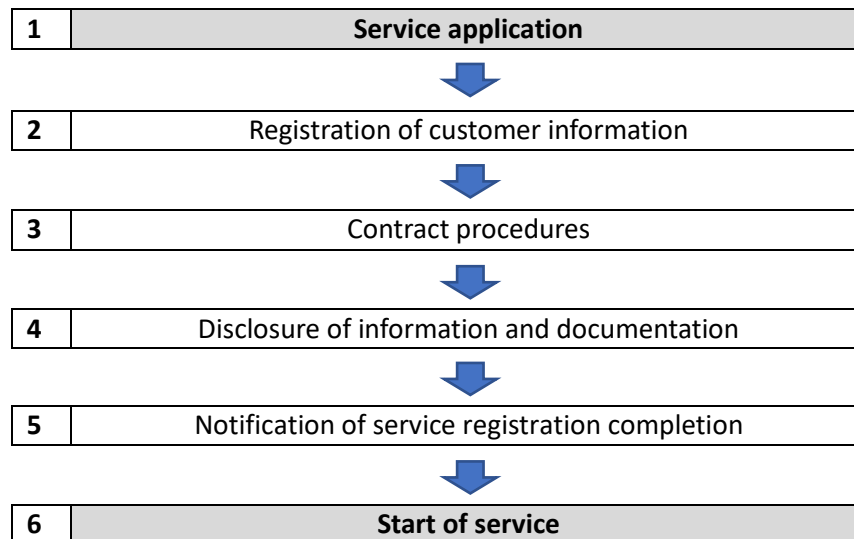 1 Service application
2 Registration of customer information
3 Contract procedures
4 Disclosure of information and documentation
5 Notification of service registration completion
6 Start of service